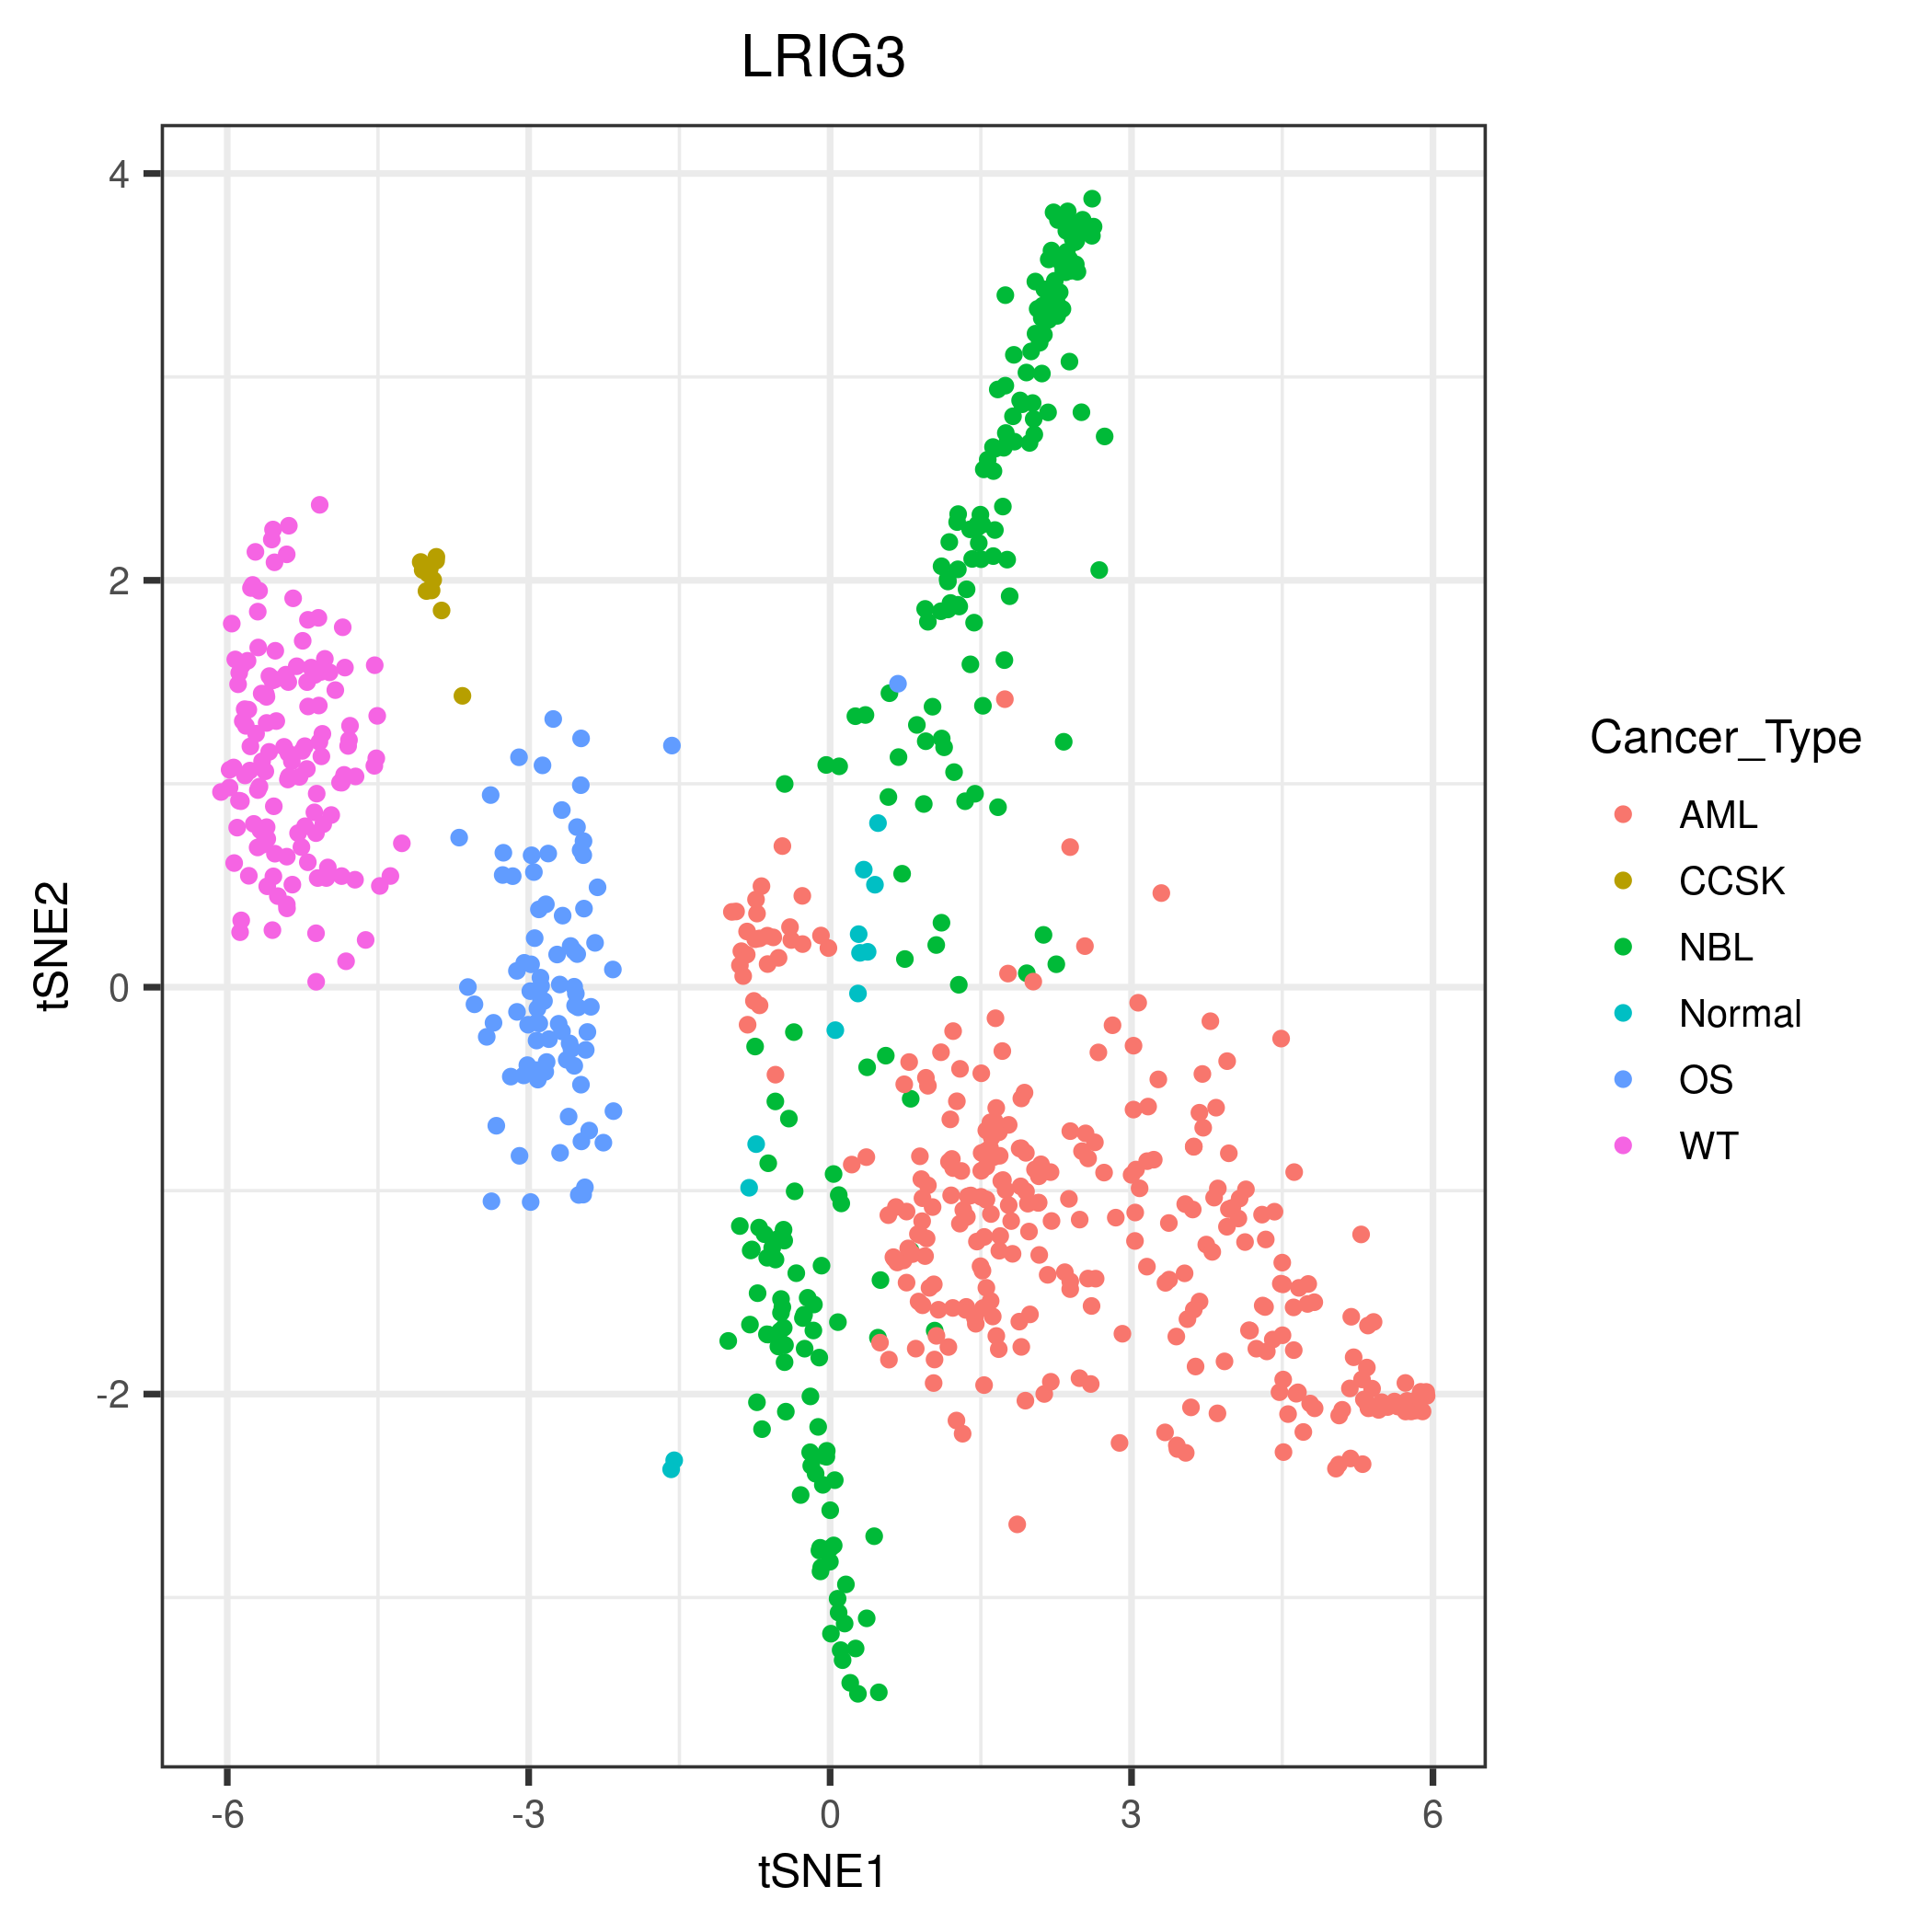 LRIG3
4
2
0
-2
tSNE2
-6
-3
0
3
6
tSNE1
Cancer_Type
AML
CCSK
NBL
Normal
OS
WT